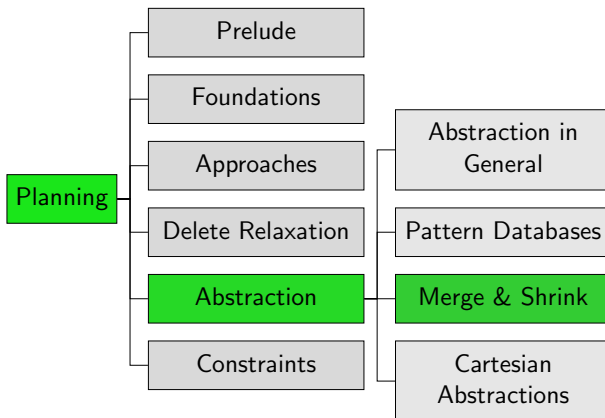 Planning
Prelude
Foundations
Approaches
Delete Relaxation
Abstraction
Constraints
Abstraction in
General
Pattern Databases
Merge & Shrink
Cartesian
Abstractions